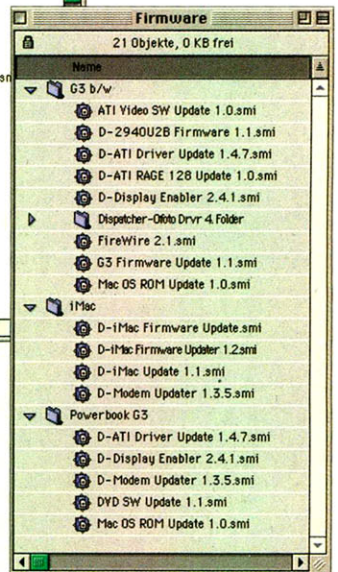 Firmware
21 Objekte, 0 KB frei
Name
G3 b/w
ATI Video SW Update 1.0.smi
D-2940U2B Firmware 1.1.smi
D-ATI Driver Update 1.4.7.smi
D-ATI RAGE 128 Update 1.0.smi
D-Display Enabler 2.4.1.smi
Dispatcher-Ofoto Drvr 4. Folder
FireWire 2.1.smi
G3 Firmware Update 1.1.smi
Mac OS ROM Update 1.0.smi
iMac
D-iMac Firmware Update.smi
D-iMac Firmware Updater 1.2.smi
D-iMac Update 1.1.smi
D-Modem Updater 1.3.5.smi
Powerbook G3
D-ATI Driver Update 1.4.7.smi
D-Display Enabler 2.4.1.smi
D-Modem Updater 1.3.5.smi
DVD SW Update 1.1.smi
Mac OS ROM Update 1.0.smi